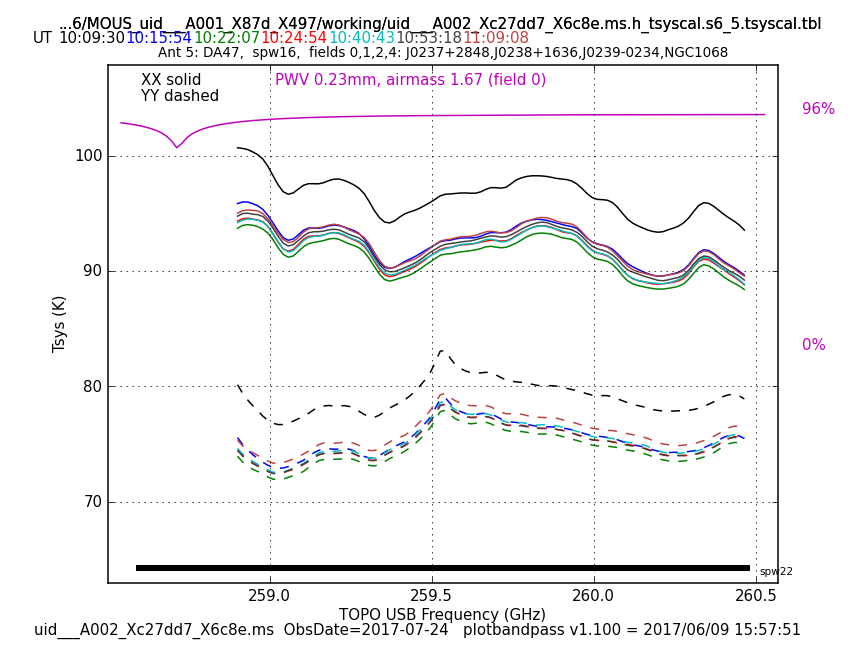 ...6/MOUS_uid___A001_X87d_X497/working/uid___A002_Xc27dd7_X6c8e.ms.h_tsyscal.s6_5.tsyscal.tbl
UT 10:09:30 10:15:54 10:22:07 10:24:54 10:40:43 10:53:18 11:09:08
Ant 5: DA47, spw16, fields 0,1,2,4: J0237+2848,J0238+1636,J0239-0234,NGC1068
XX solid
YY dashed
PWV 0.23mm, airmass 1.67 (field 0)
96%
0%
100
90
80
70
Tsys (K)
spw22
259.0 259.5 260.0 260.5
TOPO USB Frequency (GHz)
uid___A002_Xc27dd7_X6c8e.ms ObsDate=2017-07-24 plotbandpass v1.100 = 2017/06/09 15:57:51